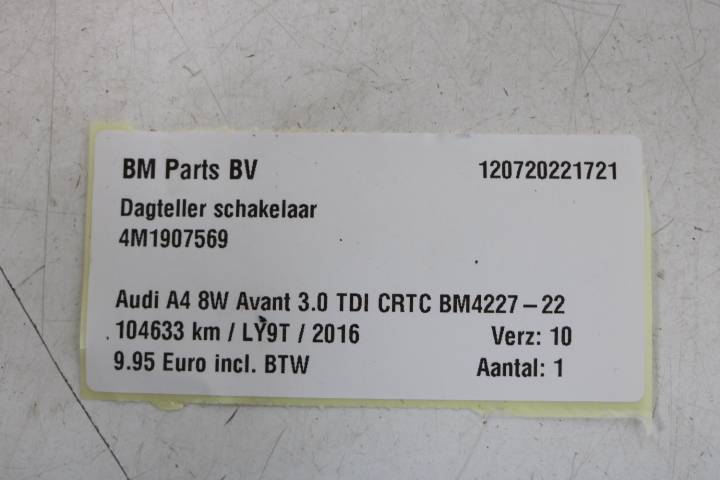 BM Parts BV 120720221721
Dagteller schakelaar
4M1907569
Audi A4 8W Avant 3.0 TDI CRTC BM4227-22
104633 km / LY9T / 2016 Verz: 10
9.95 Euro incl. BTW Aantal: 1